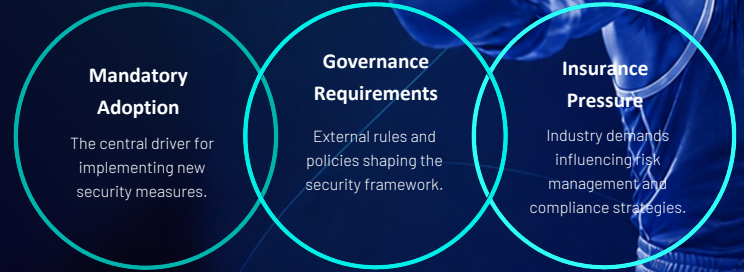 Mandatory
Adoption
The central driver for
implementing new
security measures.
Governance
Requirements
External rules and
policies shaping the
security framework.
Insurance
Pressure
Industry demands
influencing risk
management and
compliance strategies.